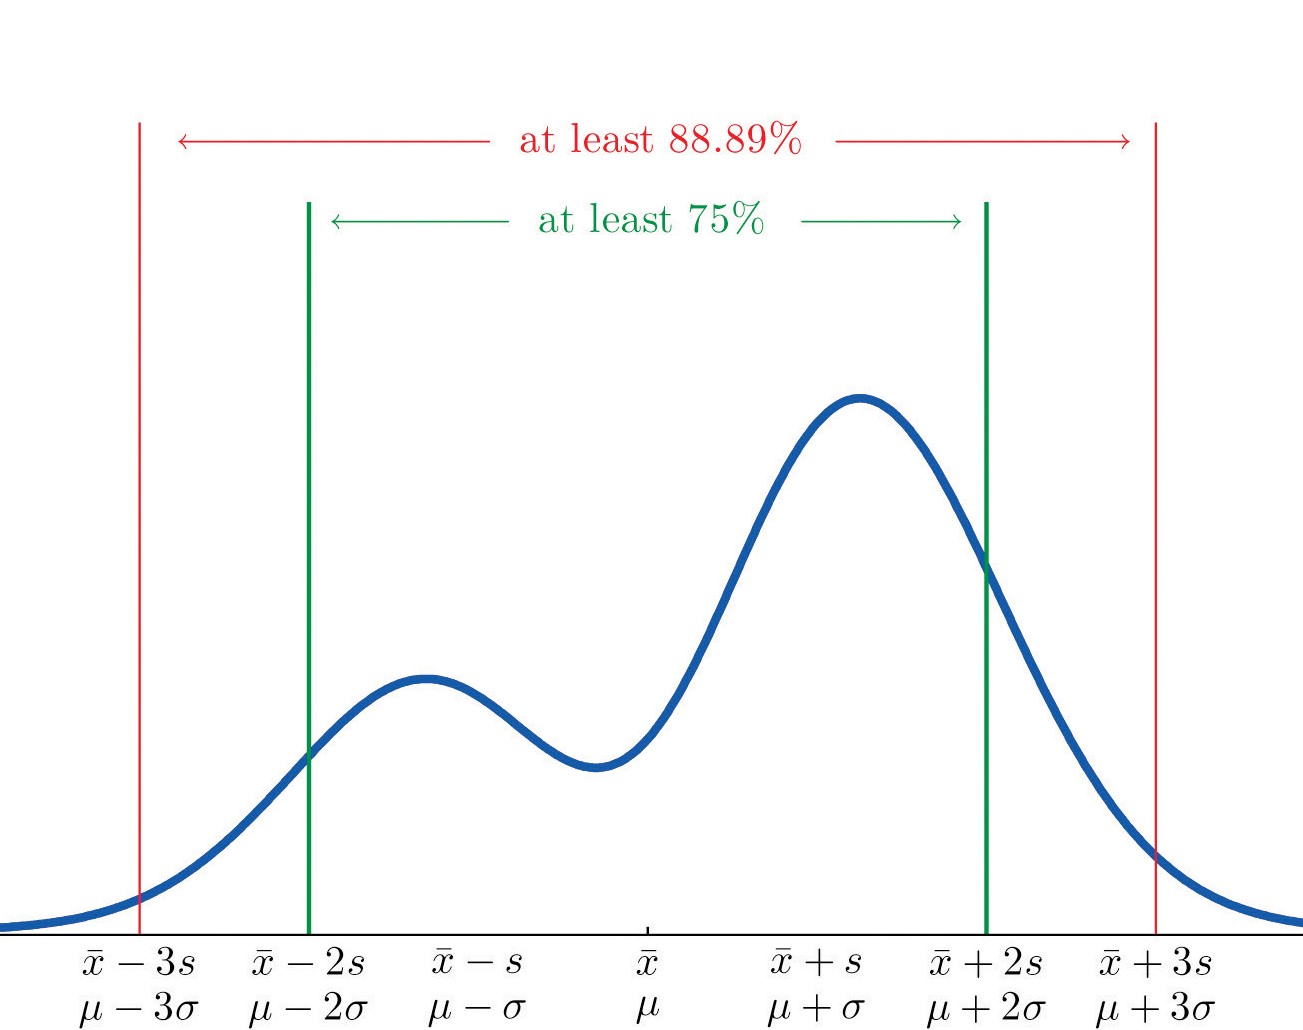 at least 88.89%
at least 75%
x̄ − 3s x̄ − 2s x̄ − s x̄ x̄ + s x̄ + 2s x̄ + 3s
μ − 3σ μ − 2σ μ − σ μ μ + σ μ + 2σ μ + 3σ